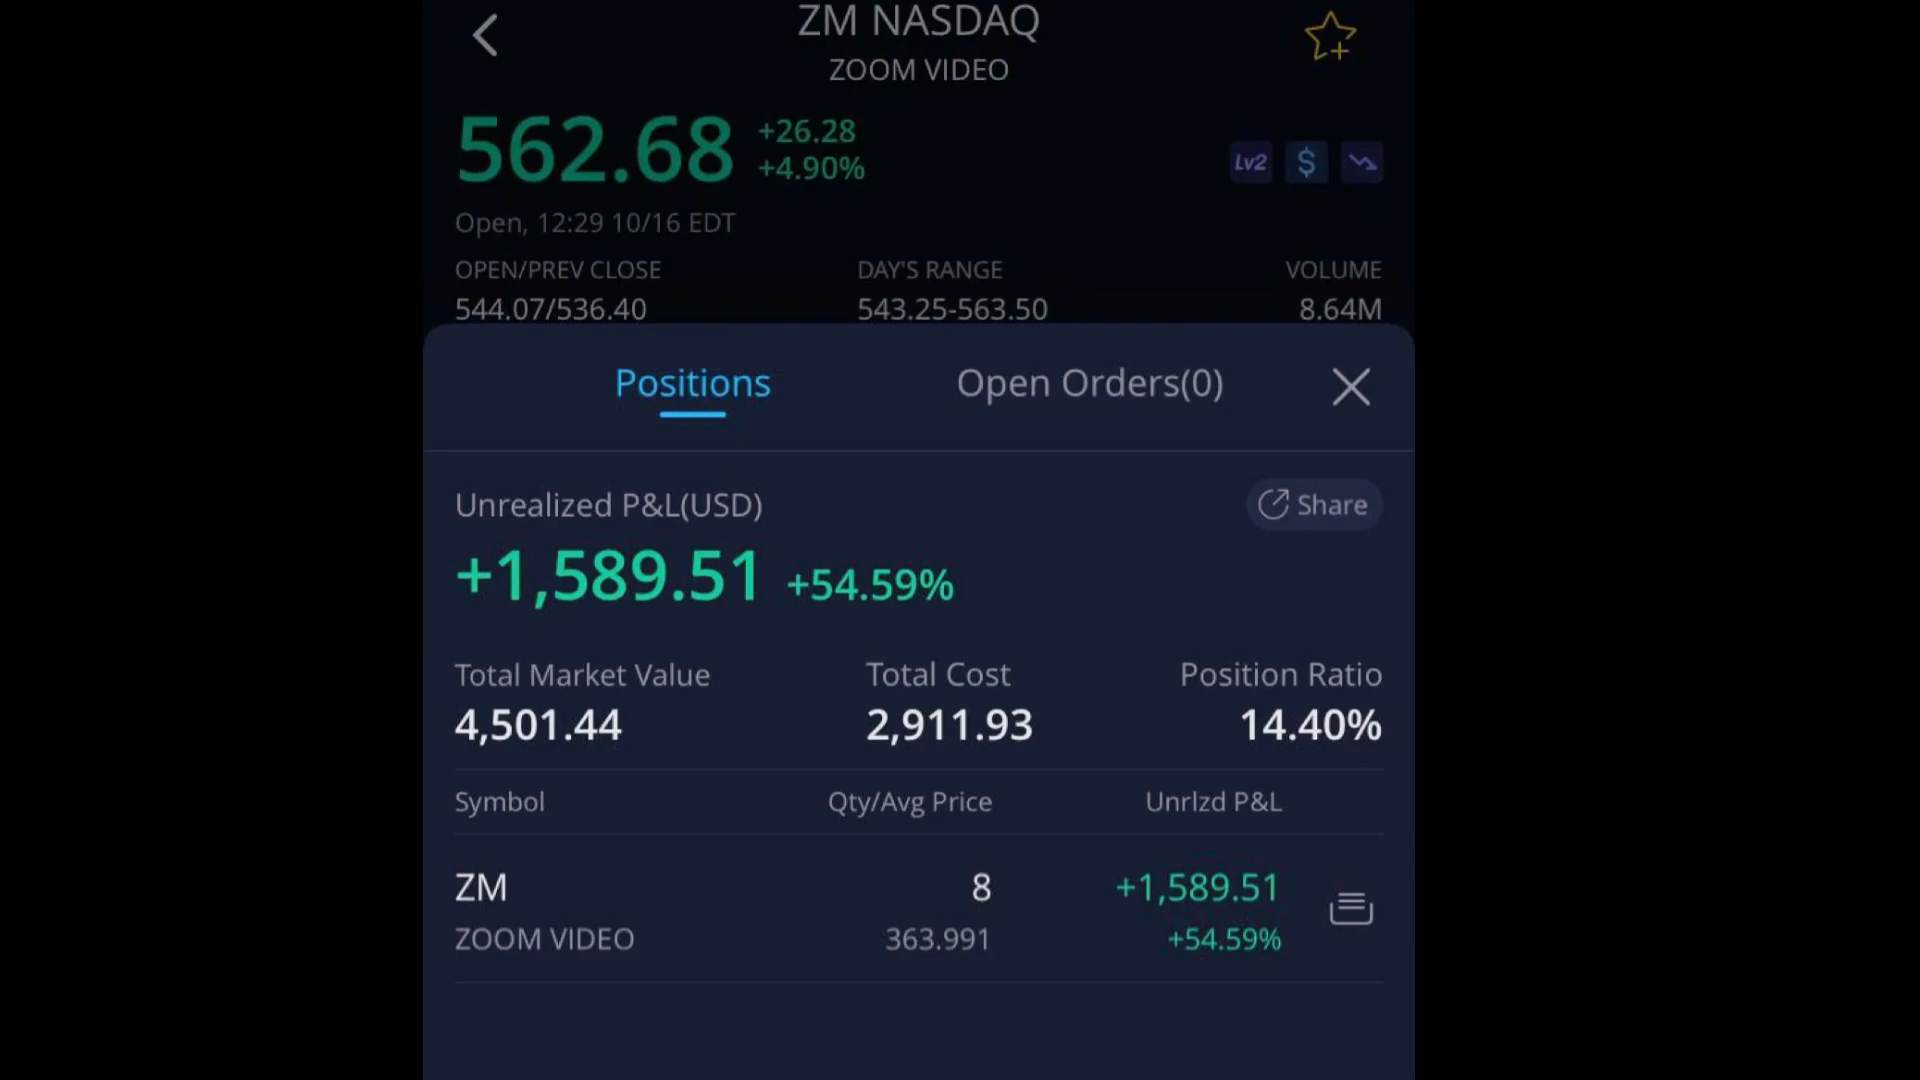 ZM NASDAQ
ZOOM VIDEO
562.68 +26.28
+4.90%
Lv2 $
Open, 12:29 10/16 EDT
OPEN/PREV CLOSE DAY'S RANGE VOLUME
544.07/536.40 543.25-563.50 8.64M
Positions Open Orders(0)
Unrealized P&L(USD) Share
+1,589.51 +54.59%
Total Market Value Total Cost Position Ratio
4,501.44 2,911.93 14.40%
Symbol Qty/Avg Price Unrlzd P&L
ZM 8 +1,589.51
ZOOM VIDEO 363.991 +54.59%